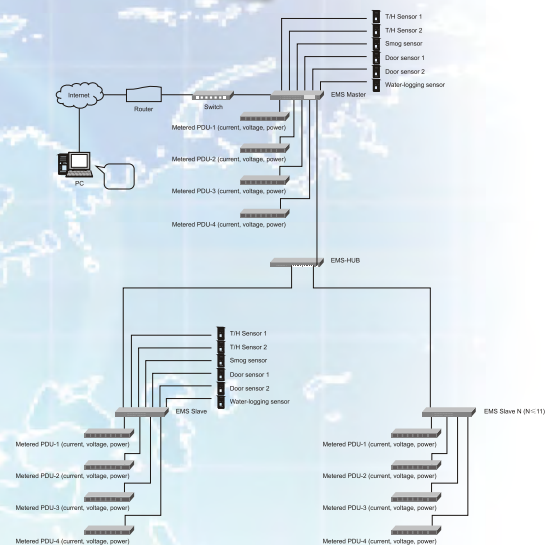 T/H Sensor 1
T/H Sensor 2
Smog sensor
Door sensor 1
Door sensor 2
Water-logging sensor
Internet
Router
Switch
EMS Master
Metered PDU-1 (current, voltage, power)
Metered PDU-2 (current, voltage, power)
PC
Metered PDU-3 (current, voltage, power)
Metered PDU-4 (current, voltage, power)
EMS-HUB
T/H Sensor 1
T/H Sensor 2
Smog sensor
Door sensor 1
Door sensor 2
Water-logging sensor
EMS Slave
Metered PDU-1 (current, voltage, power)
Metered PDU-2 (current, voltage, power)
Metered PDU-3 (current, voltage, power)
Metered PDU-4 (current, voltage, power)
EMS Slave N (N≤11)
Metered PDU-1 (current, voltage, power)
Metered PDU-2 (current, voltage, power)
Metered PDU-3 (current, voltage, power)
Metered PDU-4 (current, voltage, power)